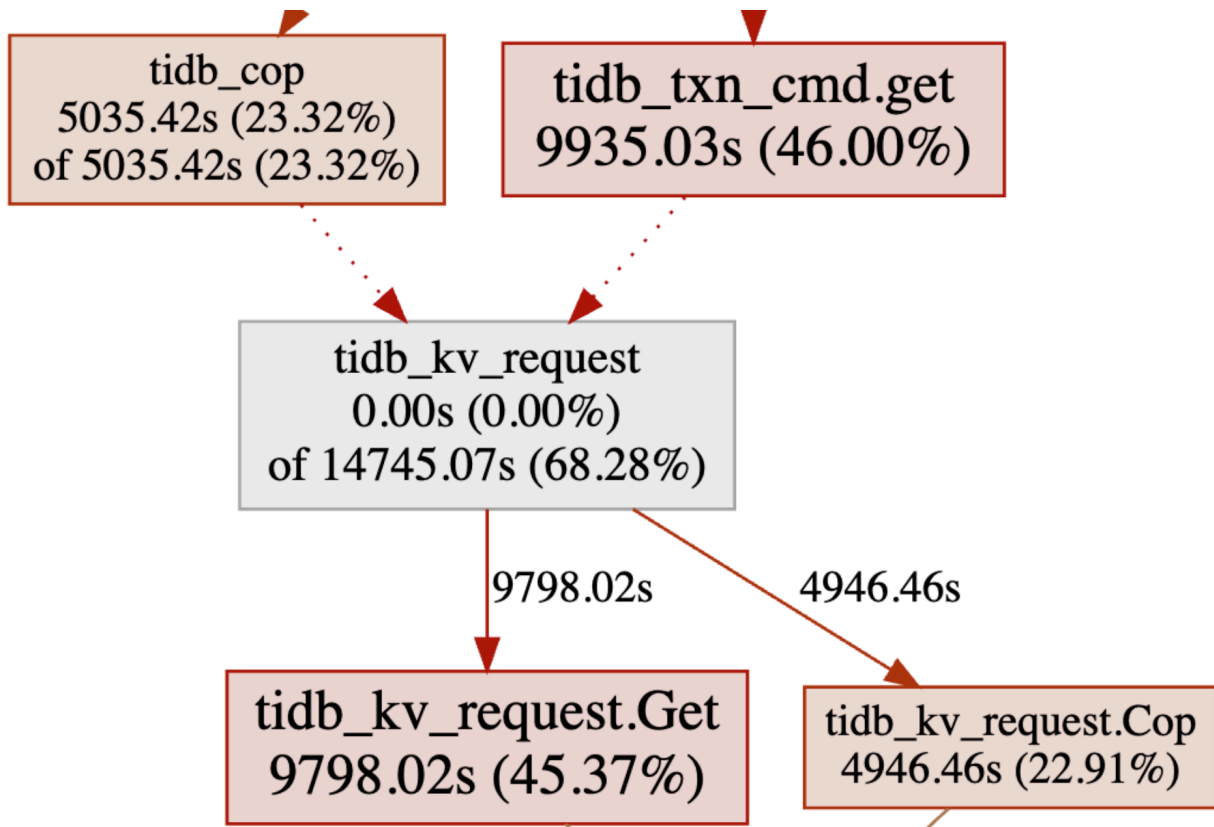 tidb_cop
5035.42s (23.32%)
of 5035.42s (23.32%)
tidb_txn_cmd.get
9935.03s (46.00%)
tidb_kv_request
0.00s (0.00%)
of 14745.07s (68.28%)
9798.02s
4946.46s
tidb_kv_request.Get
9798.02s (45.37%)
tidb_kv_request.Cop
4946.46s (22.91%)